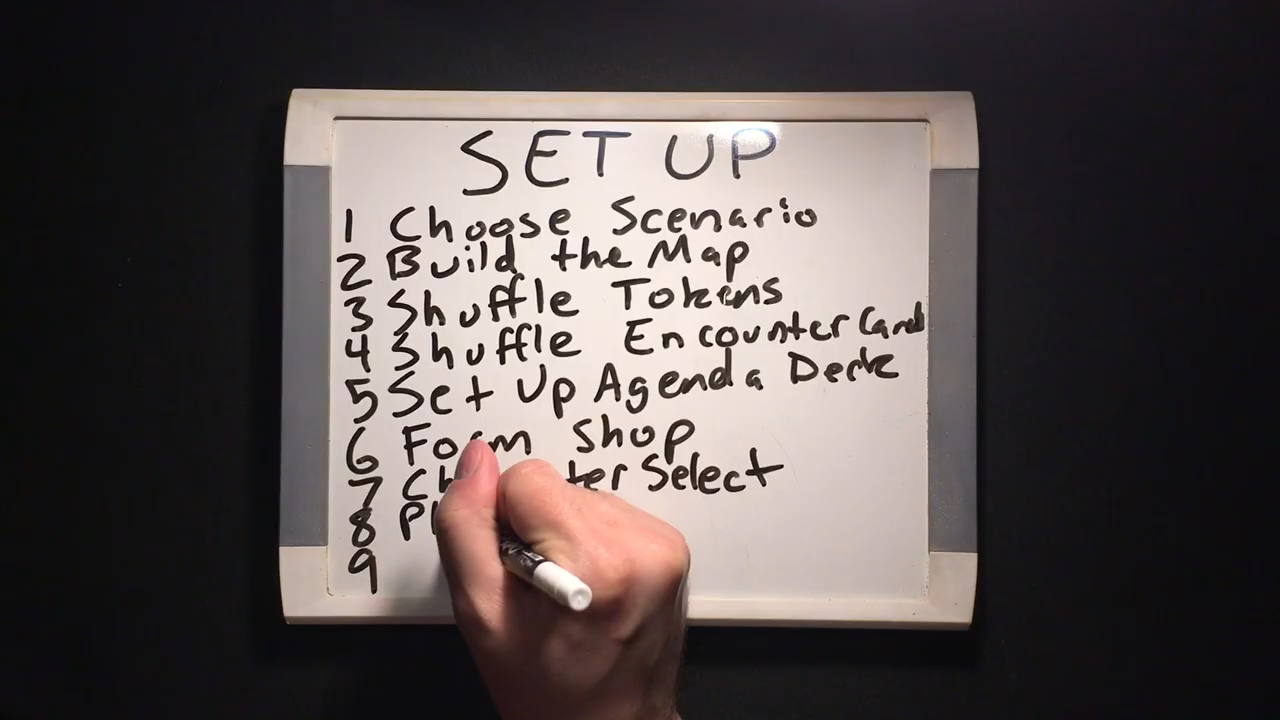 SET UP
1 Choose Scenario
2 Build the Map
3 Shuffle Tokens
4 Shuffle Encounter Cards
5 Set Up Agenda Deck
6 Form Shop
7 Select
8
9